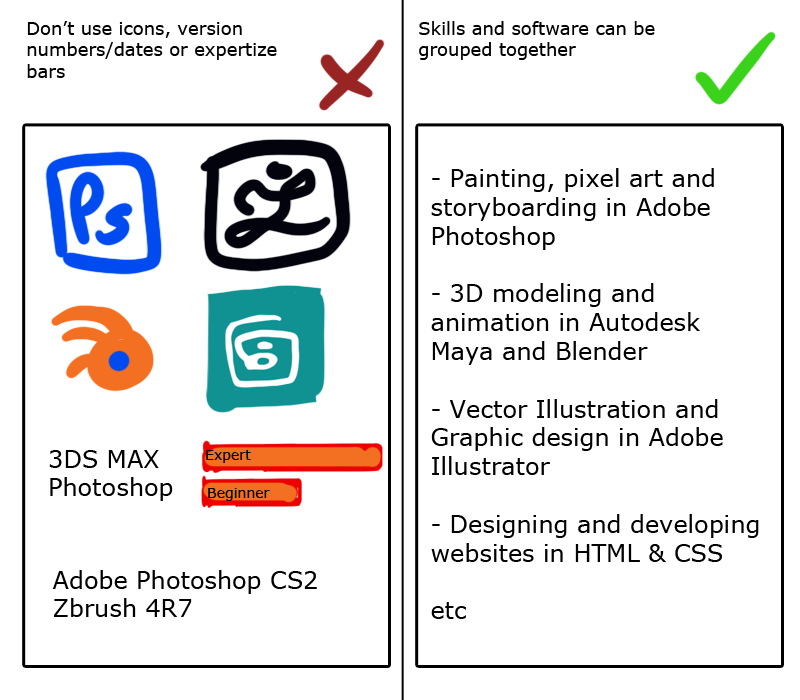 Don’t use icons, version
numbers/dates or expertize
bars
Ps
3DS MAX
Photoshop
Expert
Beginner
Adobe Photoshop CS2
Zbrush 4R7
Skills and software can be
grouped together
- Painting, pixel art and
storyboarding in Adobe
Photoshop
- 3D modeling and
animation in Autodesk
Maya and Blender
- Vector Illustration and
Graphic design in Adobe
Illustrator
- Designing and developing
websites in HTML & CSS
etc